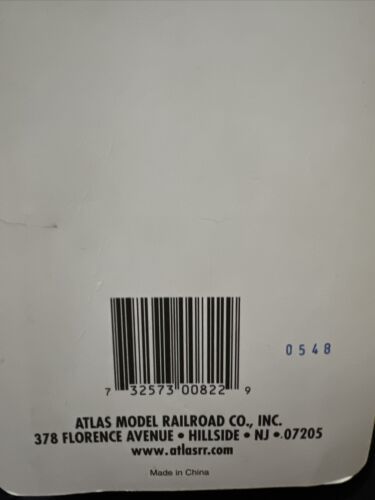 0548
7 32573 00822 9
ATLAS MODEL RAILROAD CO., INC.
378 FLORENCE AVENUE • HILLSIDE • NJ • 07205
www.atlasrr.com
Made in China